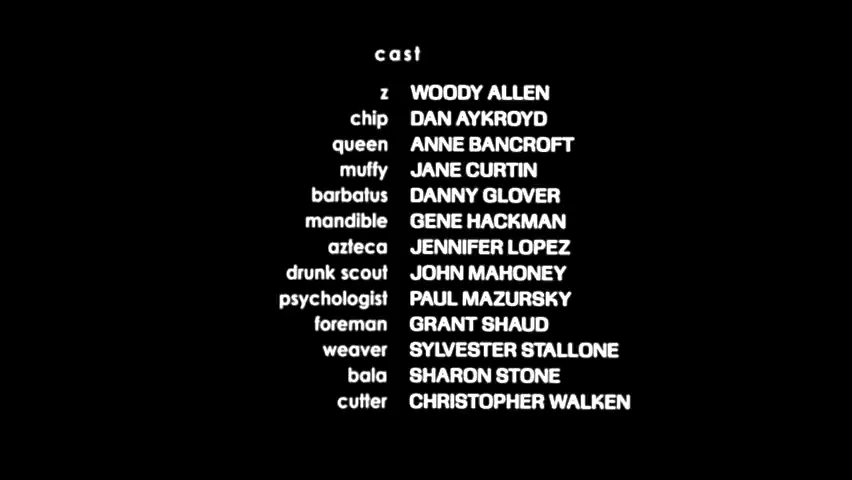 cast
z WOODY ALLEN
chip DAN AYKROYD
queen ANNE BANCROFT
muffy JANE CURTIN
barbatus DANNY GLOVER
mandible GENE HACKMAN
azteca JENNIFER LOPEZ
drunk scout JOHN MAHONEY
psychologist PAUL MAZURSKY
foreman GRANT SHAUD
weaver SYLVESTER STALLONE
bala SHARON STONE
cutter CHRISTOPHER WALKEN